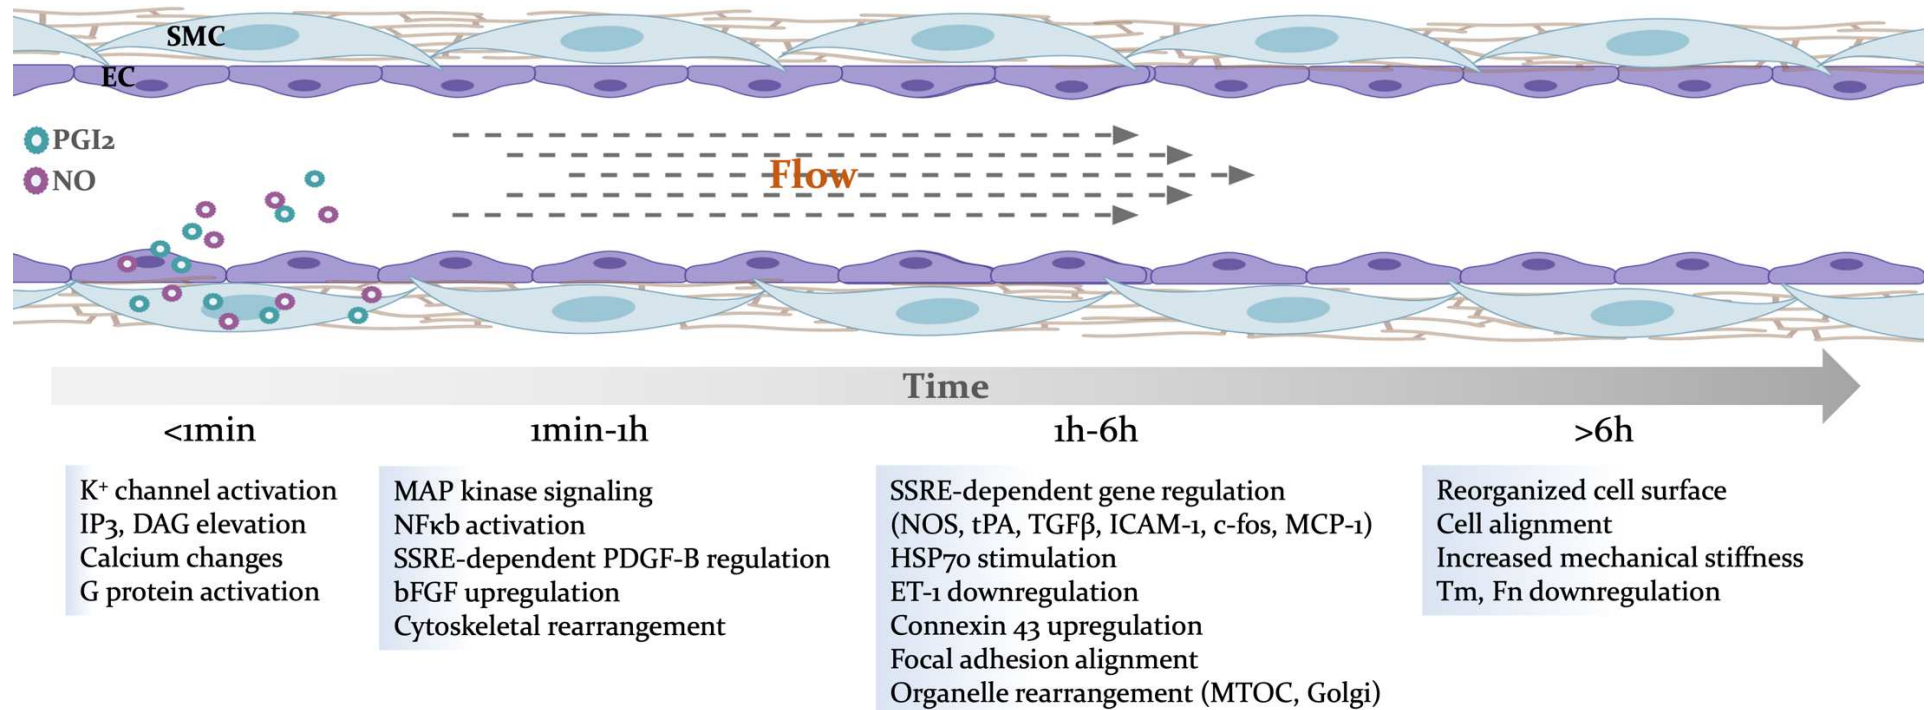 SMC
EC
PGI2
NO
Flow
Time
<1min
1min-1h
1h-6h
>6h
K⁺ channel activation
IP3, DAG elevation
Calcium changes
G protein activation
MAP kinase signaling
NFκb activation
SSRE-dependent PDGF-B regulation
bFGF upregulation
Cytoskeletal rearrangement
SSRE-dependent gene regulation
(NOS, tPA, TGFβ, ICAM-1, c-fos, MCP-1)
HSP70 stimulation
ET-1 downregulation
Connexin 43 upregulation
Focal adhesion alignment
Organelle rearrangement (MTOC, Golgi)
Reorganized cell surface
Cell alignment
Increased mechanical stiffness
Tm, Fn downregulation